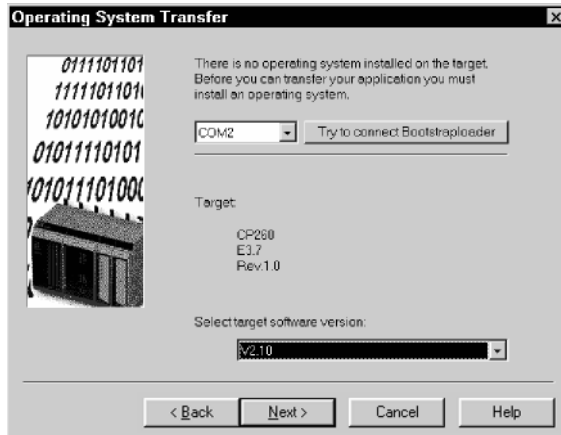 Operating System Transfer
0111101101
There is no operating system installed on the target.
Before you can transfer your application you must
install an operating system.
1111101101
10101010010
COM2
Try to connect Bootstraploader
01011110101
101011101000
Target:
CP260
E3.7
Rev.1.0
Select target software version:
V2.10
< Back
Next >
Cancel
Help